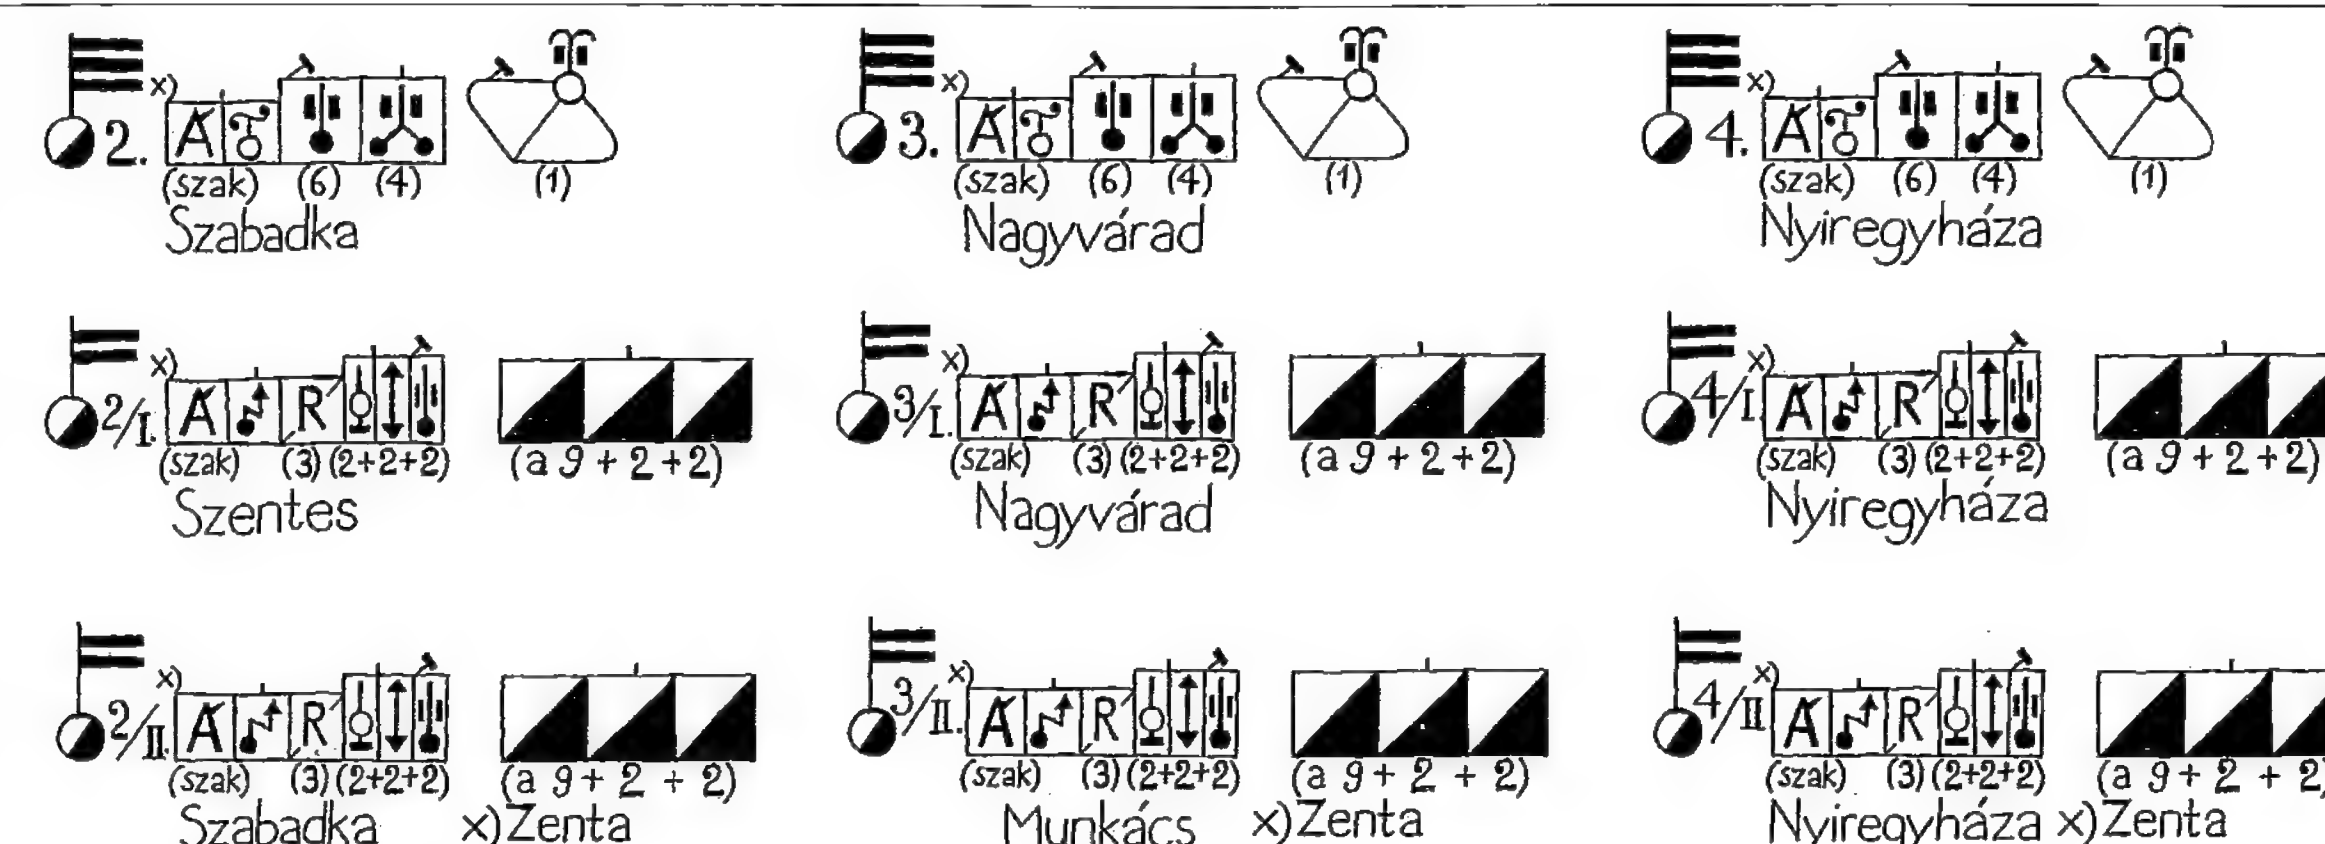 2. x) A (szak) (6) (4) (1)
Szabadka
3. x) A (szak) (6) (4) (1)
Nagyvárad
4. x) A (szak) (6) (4) (1)
Nyiregyháza
2/I. x) A R (szak) (3) (2+2+2) (a 9 + 2 + 2)
Szentes
3/I. x) A R (szak) (3) (2+2+2) (a 9 + 2 + 2)
Nagyvárad
4/I. x) A R (szak) (3) (2+2+2) (a 9 + 2 + 2)
Nyiregyháza
2/II. x) A R (szak) (3) (2+2+2) (a 9 + 2 + 2)
Szabadka x) Zenta
3/II. x) A R (szak) (3) (2+2+2) (a 9 + 2 + 2)
Munkács x) Zenta
4/II x) A R (szak) (3) (2+2+2) (a 9 + 2 + 2)
Nyiregyháza x) Zenta